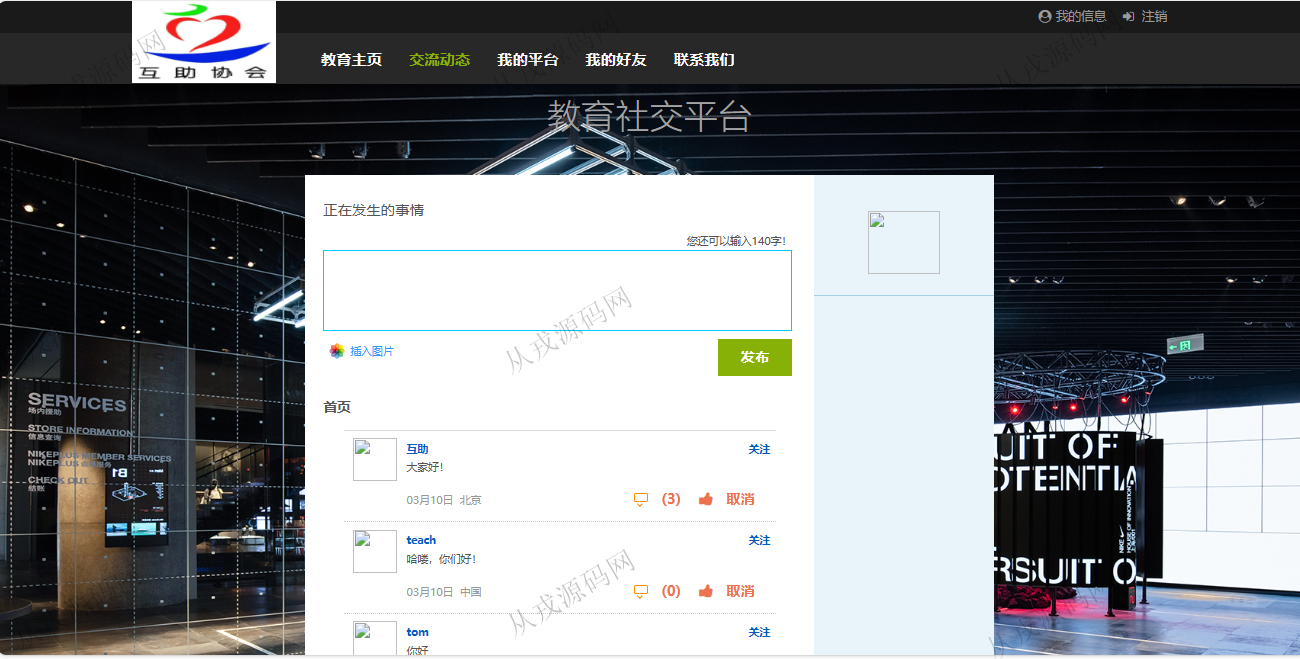 我的信息 注销
互助协会
教育主页 交流动态 我的平台 我的好友 联系我们
教育社交平台
正在发生的事情
您还可以输入140字!
插入图片
发布
首页
互助
关注
大家好!
03月10日 北京
(3) 取消
teach
关注
哈喽，你们好!
03月10日 中国
(0) 取消
tom
关注
你好
SERVICES
场内援助
STORE INFORMATION
信息查询
NIKEPLUS MEMBER SERVICES
CHECK OUT
结账
B1
UIT OF
OTEENTIA
RSUIT O
从戎源码网
从戎源码网
从戎源码网